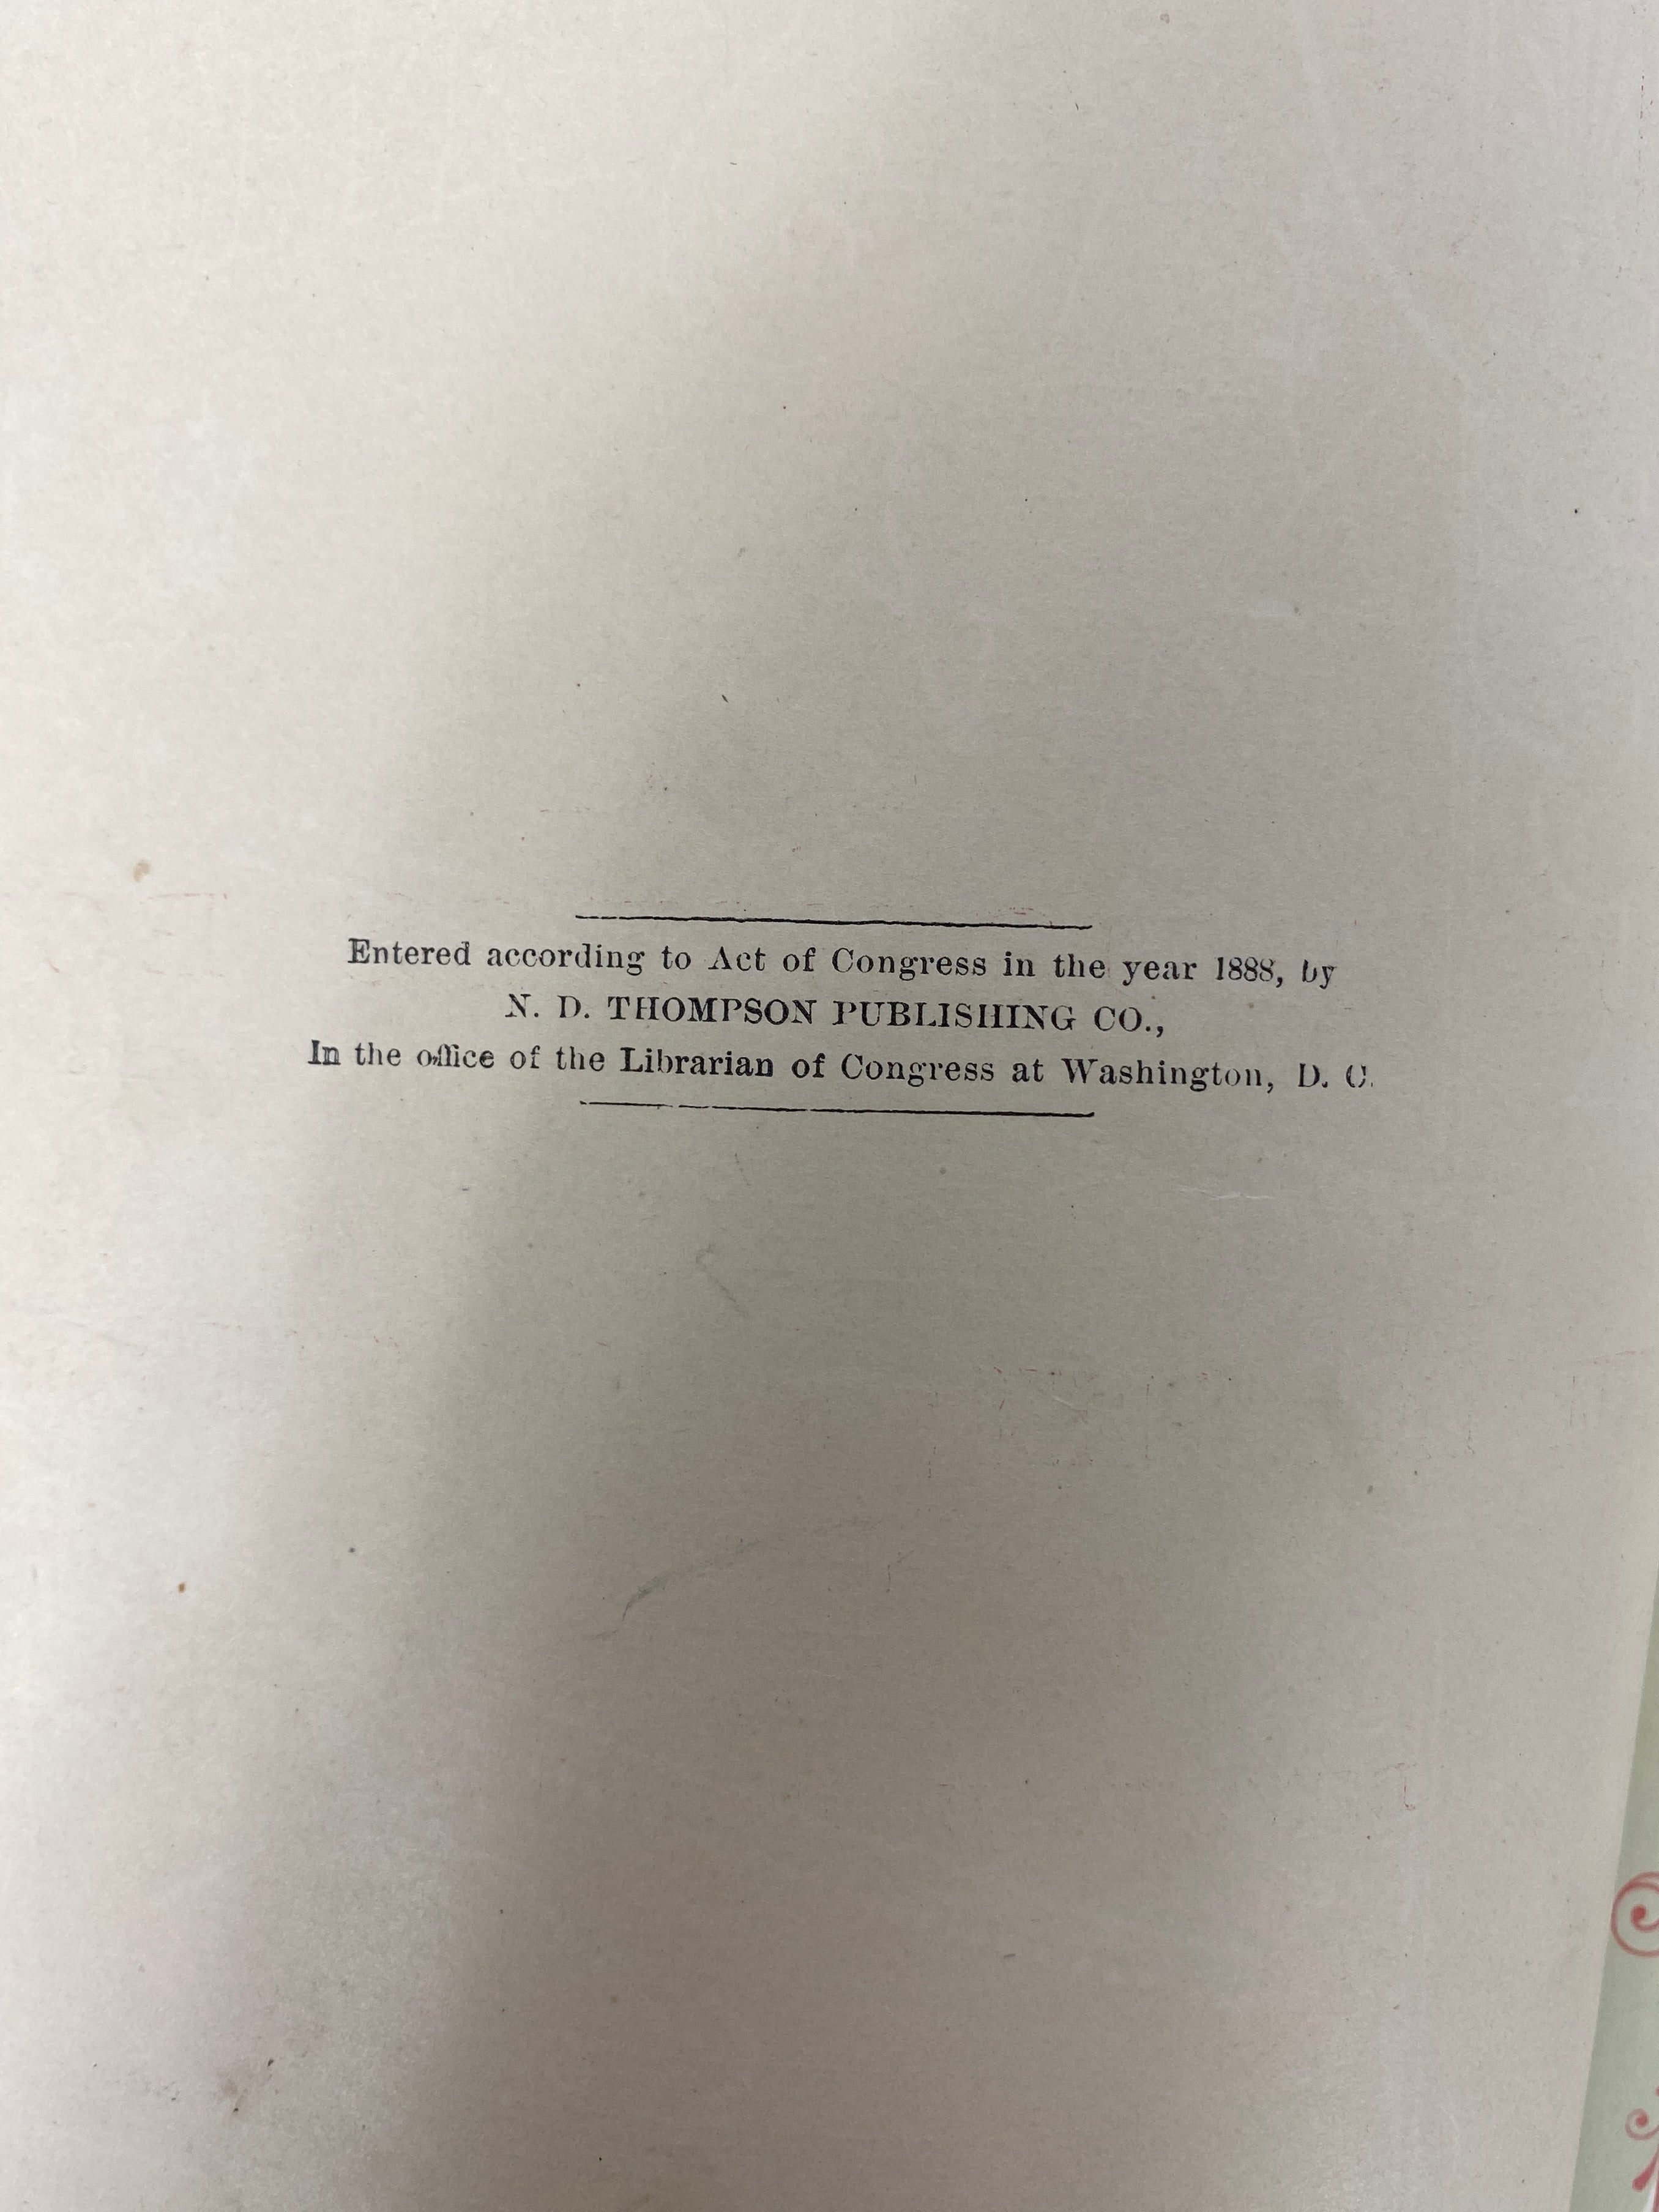 Entered according to Act of Congress in the year 1888, by
N. D. THOMPSON PUBLISHING CO.,
In the office of the Librarian of Congress at Washington, D. C.